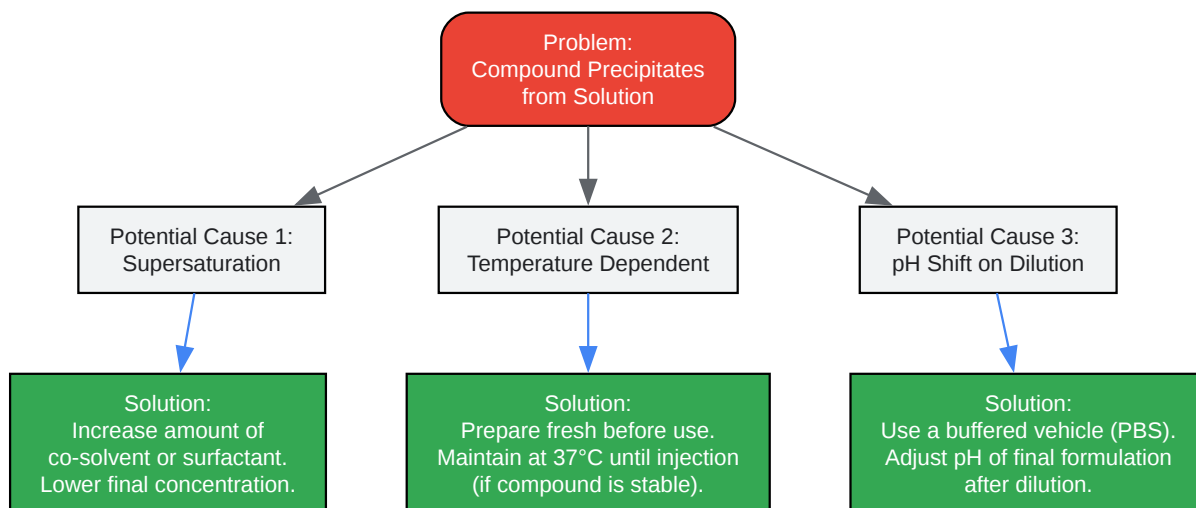 Problem:
Compound Precipitates
from Solution
Potential Cause 1:
Supersaturation
Potential Cause 2:
Temperature Dependent
Potential Cause 3:
pH Shift on Dilution
Solution:
Increase amount of
co-solvent or surfactant.
Lower final concentration.
Solution:
Prepare fresh before use.
Maintain at 37°C until injection
(if compound is stable).
Solution:
Use a buffered vehicle (PBS).
Adjust pH of final formulation
after dilution.